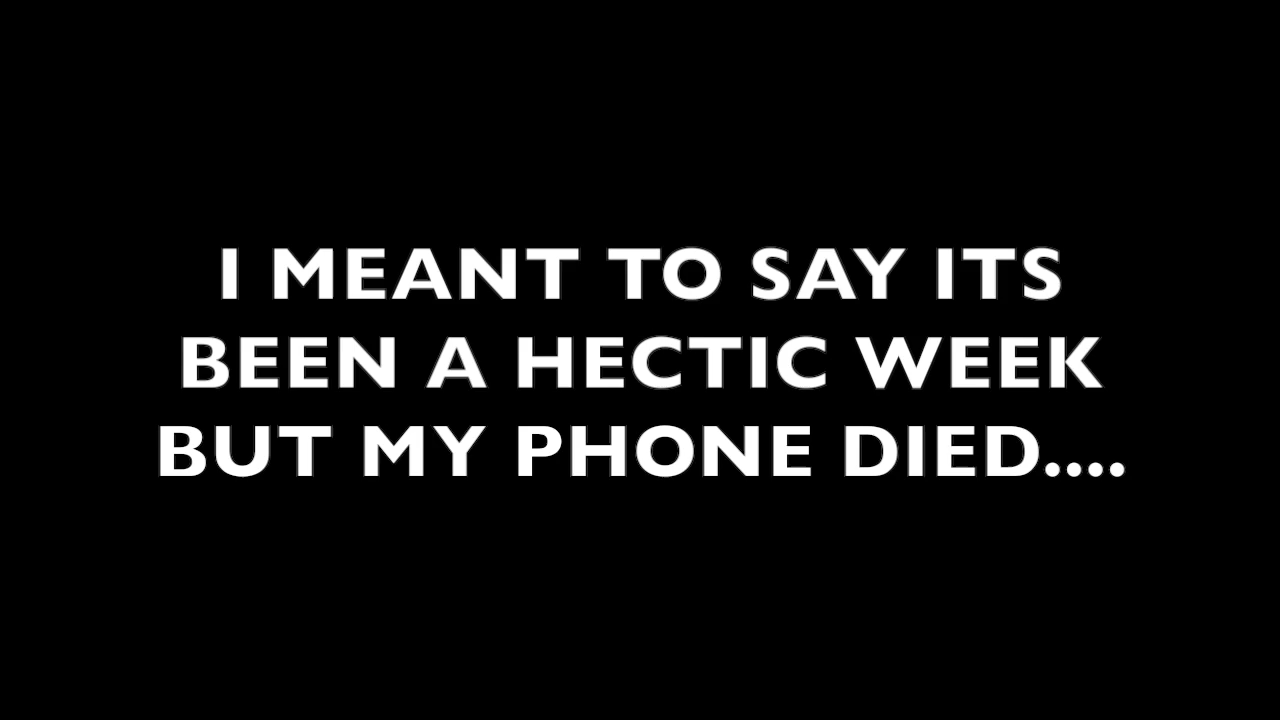 I MEANT TO SAY ITS
BEEN A HECTIC WEEK
BUT MY PHONE DIED....